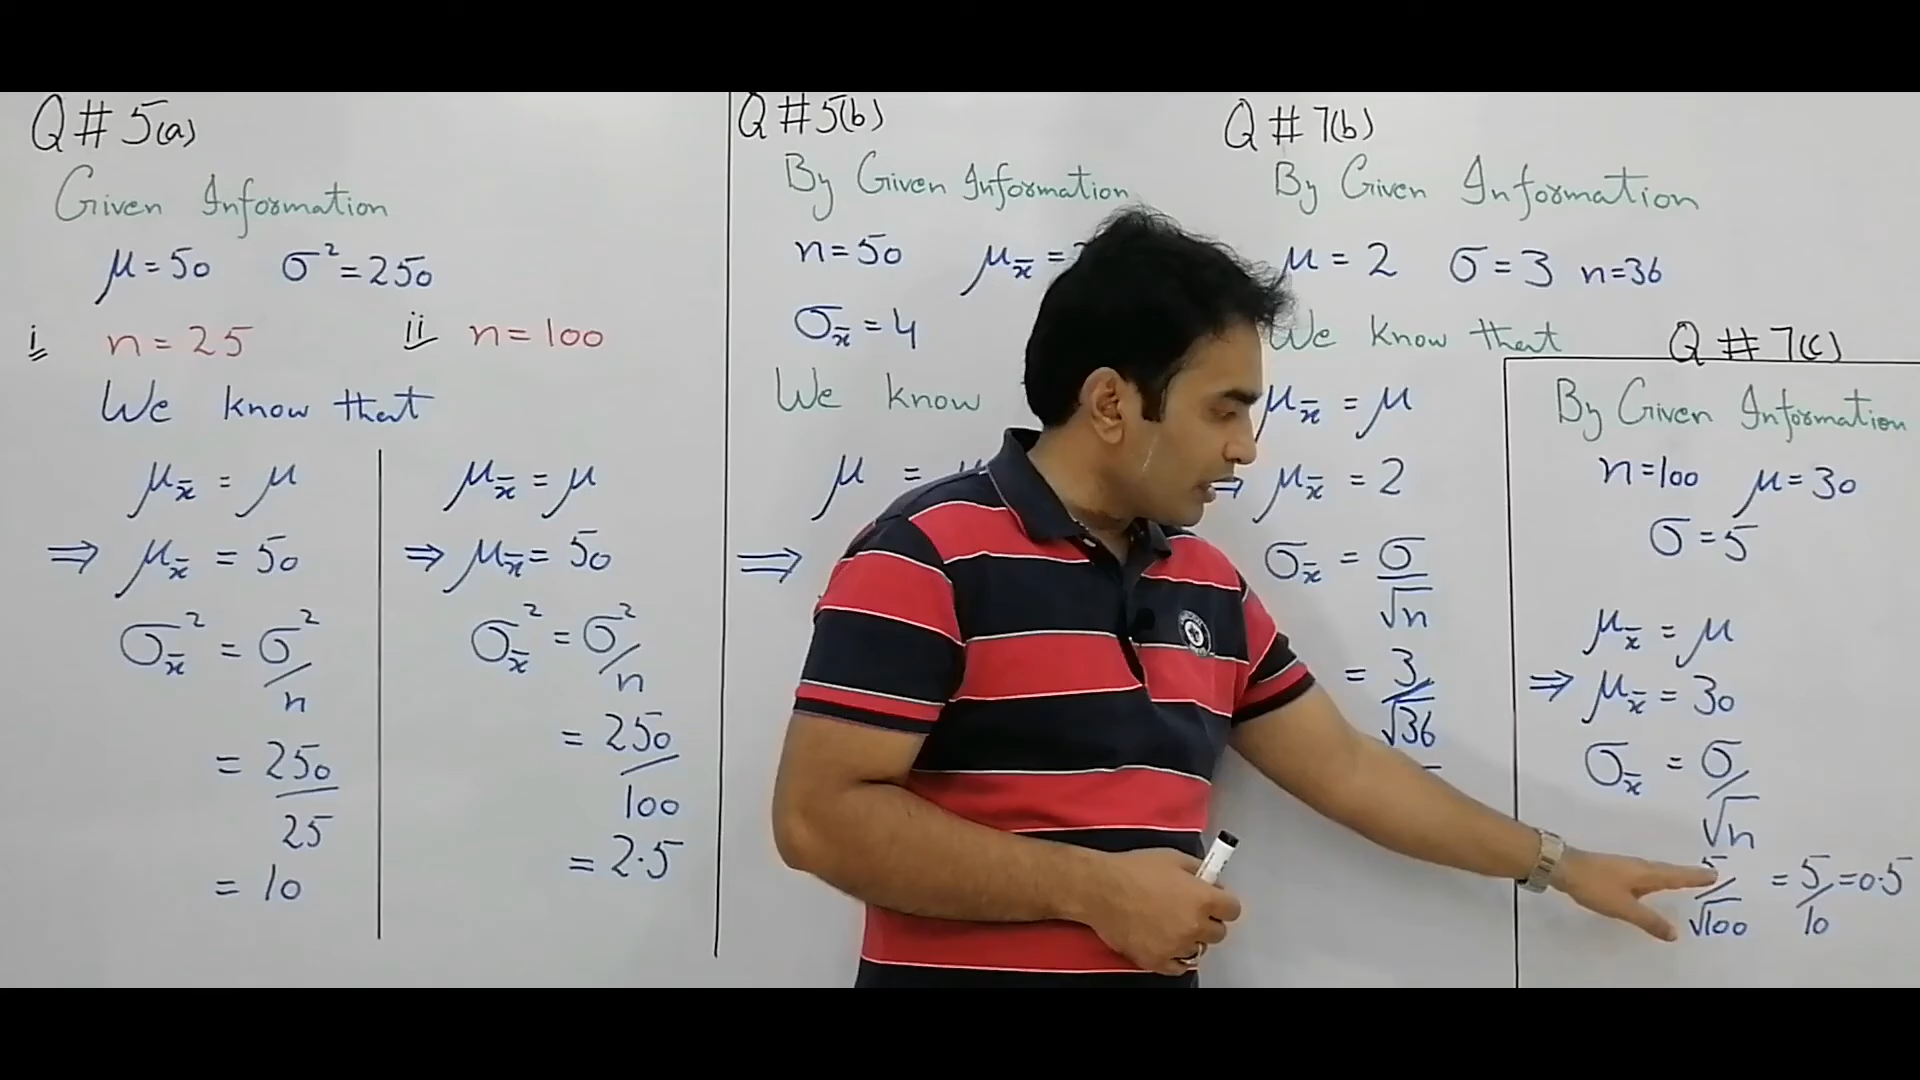 Q # 5(a)
Given Information
μ = 50 σ² = 250
i n = 25 ii n = 100
We know that
μx̄ = μ
⇒ μx̄ = 50
σx̄² = σ²/n
= 250/25
= 10
μx̄ = μ
⇒ μx̄ = 50
σx̄² = σ²/n
= 250/100
= 2.5
Q # 5(b)
By Given Information
n = 50 μx̄ =
σx̄ = 4
We know
μ =
⇒
Q # 7(b)
By Given Information
μ = 2 σ = 3 n = 36
We know that
μx̄ = μ
⇒ μx̄ = 2
σx̄ = σ/√n
= 3/√36
Q # 7(c)
By Given Information
n = 100 μ = 30
σ = 5
μx̄ = μ
⇒ μx̄ = 30
σx̄ = σ/√n
5/√100 = 5/10 = 0.5